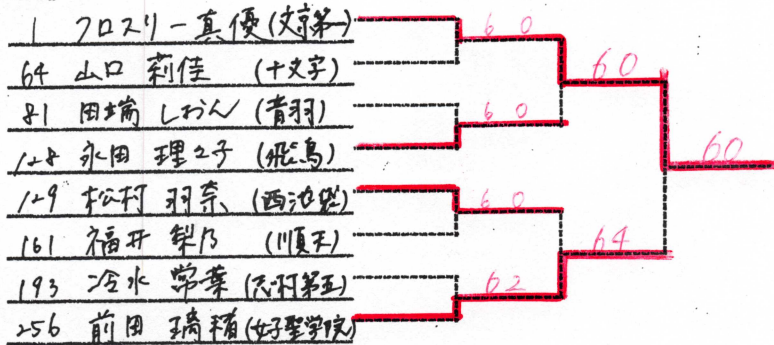 1 フロスリー真優(文京第一) 60
64 山口 莉佳 (十文字) 60
81 田端 しおん (青羽) 60
128 永田 理々子 (飛鳥) 60
129 松村 羽奈 (西池袋) 60
161 福井 梨乃 (順天) 64
193 冷水 常葉 (志村第五) 62
256 前田 璃穂 (女子聖学院)